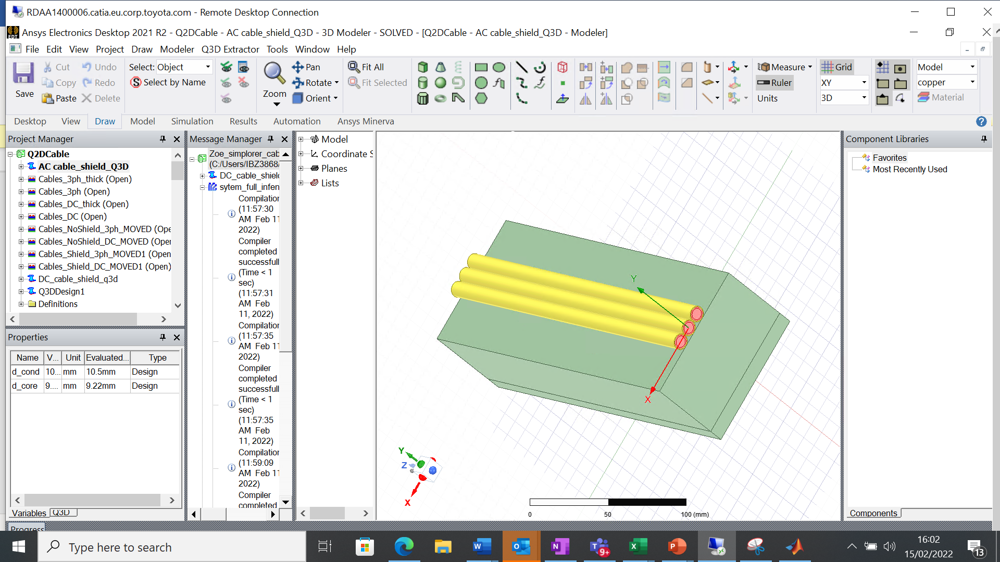 RDAA1400006.catia.eu.corp.toyota.com - Remote Desktop Connection
Ansys Electronics Desktop 2021 R2 - Q2DCable - AC cable_shield_Q3D - 3D Modeler - SOLVED - [Q2DCable - AC cable_shield_Q3D - Modeler]
File Edit View Project Draw Modeler Q3D Extractor Tools Window Help
Save
Cut
Copy
Paste
Undo
Redo
Delete
Select: Object
Select by Name
Zoom
Pan
Rotate
Orient
Fit All
Fit Selected
Measure
Ruler
Units
Grid
XY
3D
Model
copper
Material
Desktop View Draw Model Simulation Results Automation Ansys Minerva
Project Manager
Q2DCable
AC cable_shield_Q3D
Cables_3ph_thick (Open)
Cables_3ph (Open)
Cables_DC_thick (Open)
Cables_DC (Open)
Cables_NoShield_3ph_MOVED (Ope
Cables_NoShield_DC_MOVED (Oper
Cables_Shield_3ph_MOVED1 (Open
Cables_Shield_DC_MOVED1 (Open)
DC_cable_shield_q3d
Q3DDesign1
Definitions
Properties
Name V... Unit Evaluated... Type
d_cond 10... mm 10.5mm Design
d_core 9.... mm 9.22mm Design
Variables Q3D
Progress
Message Manager
Zoe_simplorer_cab
(C:/Users/IBZ3868/
DC_cable_shiel
sytem_full_infen
Compilation
(11:57:30
AM Feb 11
2022)
Compiler
completed
successfull
(Time < 1
sec)
(11:57:31
AM Feb
11, 2022)
Compilation
(11:57:35
AM Feb 11
2022)
Compiler
completed
successfull
(Time < 1
sec)
(11:57:35
AM Feb
11, 2022)
Compilation
(11:59:09
AM Feb 11
2022)
Compiler
completed
Model
Coordinate S
Planes
Lists
Y
X
Y
Z
X
0 50 100 (mm)
Component Libraries
Favorites
Most Recently Used
Components
Type here to search
9+
16:02
15/02/2022
13